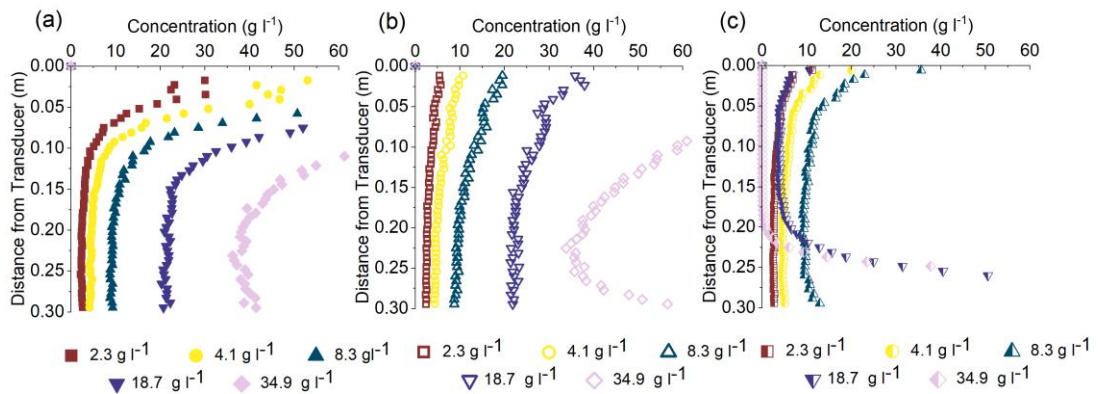 (a) Concentration (g l⁻¹)
0 10 20 30 40 50 60
0.00
0.05
0.10
0.15
0.20
0.25
0.30
Distance from Transducer (m)
(b) Concentration (g l⁻¹)
0 10 20 30 40 50 60
0.00
0.05
0.10
0.15
0.20
0.25
0.30
Distance from Transducer (m)
(c) Concentration (g l⁻¹)
0 10 20 30 40 50 60
0.00
0.05
0.10
0.15
0.20
0.25
0.30
Distance from Transducer (m)
2.3 g l⁻¹ 4.1 g l⁻¹ 8.3 g l⁻¹
18.7 g l⁻¹ 34.9 g l⁻¹
2.3 g l⁻¹ 4.1 g l⁻¹ 8.3 g l⁻¹
18.7 g l⁻¹ 34.9 g l⁻¹
2.3 g l⁻¹ 4.1 g l⁻¹ 8.3 g l⁻¹
18.7 g l⁻¹ 34.9 g l⁻¹